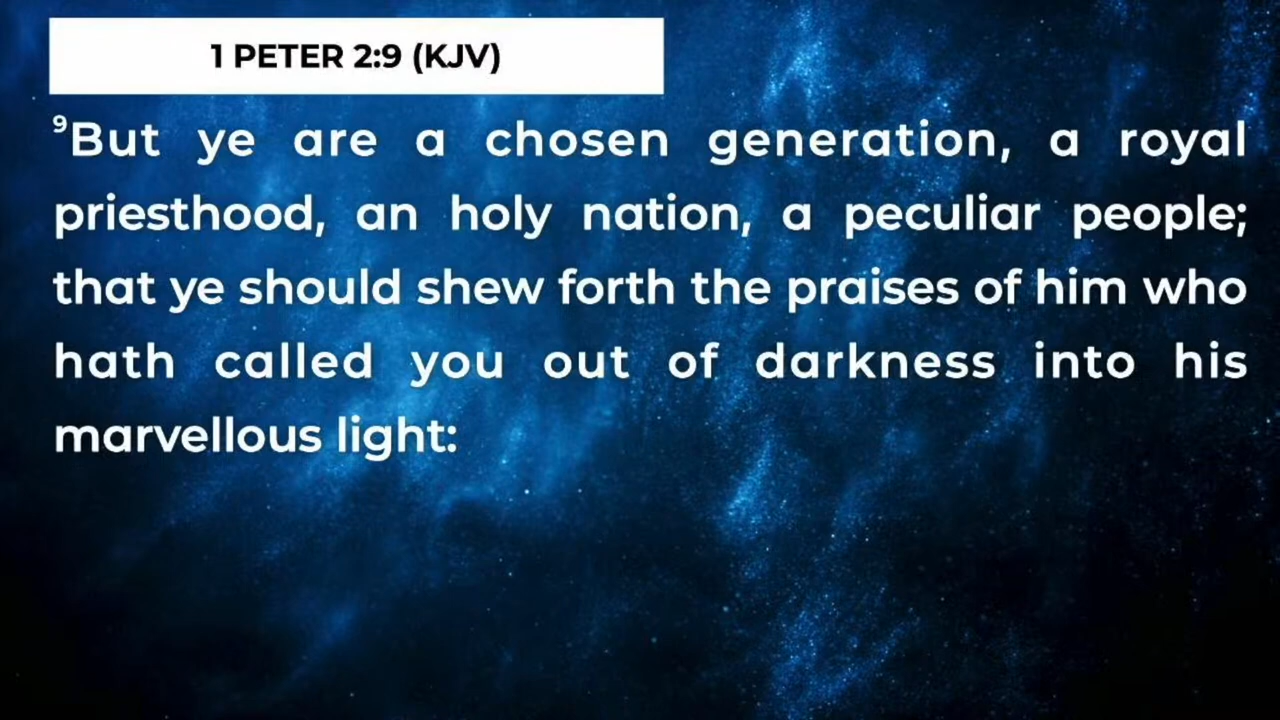 1 PETER 2:9 (KJV)
⁹But ye are a chosen generation, a royal
priesthood, an holy nation, a peculiar people;
that ye should shew forth the praises of him who
hath called you out of darkness into his
marvellous light: